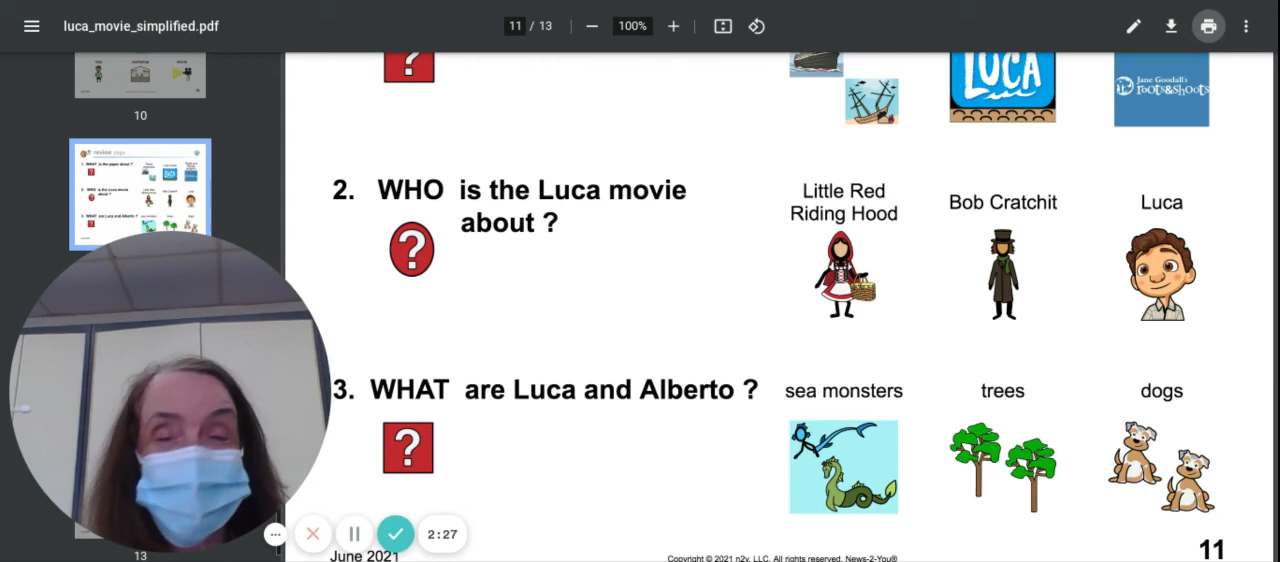 luca_movie_simplified.pdf
11 / 13
100%
10
LUCA
Jane Goodall's
roots&shoots
2. WHO is the Luca movie
about ?
?
Little Red
Riding Hood
Bob Cratchit
Luca
3. WHAT are Luca and Alberto ?
?
sea monsters
trees
dogs
2:27
13
June 2021
Copyright © 2021 n2y, LLC. All rights reserved. News-2-You®
11